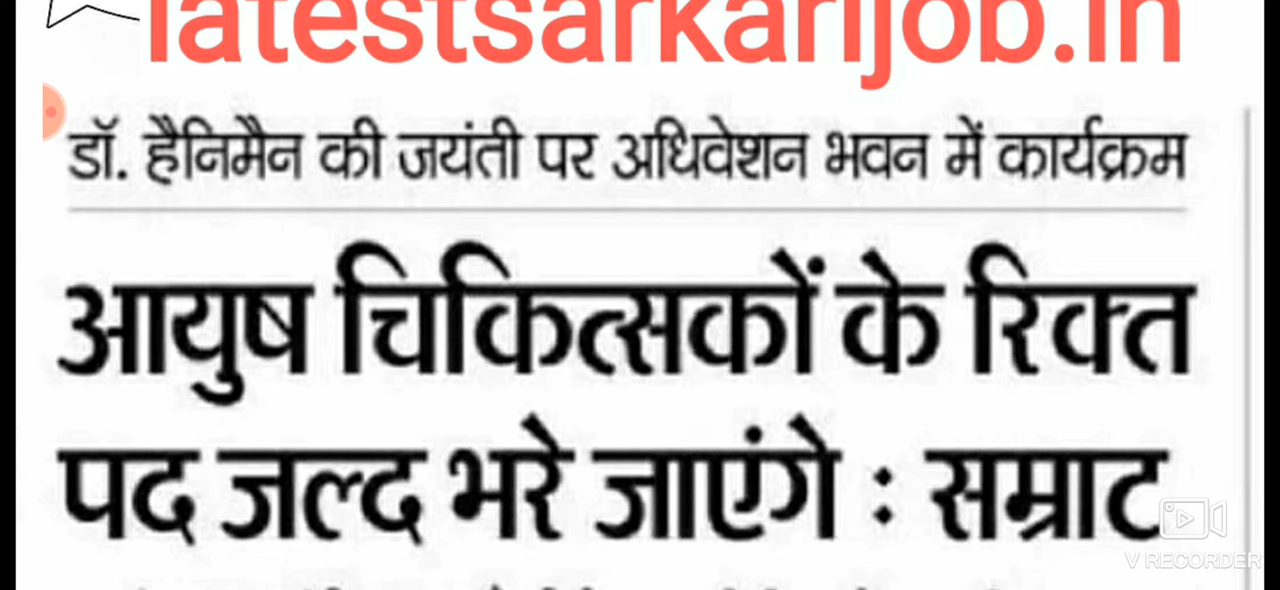 latestsarkarijob.in
डॉ. हैनिमैन की जयंती पर अधिवेशन भवन में कार्यक्रम
आयुष चिकित्सकों के रिक्त
पद जल्द भरे जाएंगे : सम्राट
V RECORDER